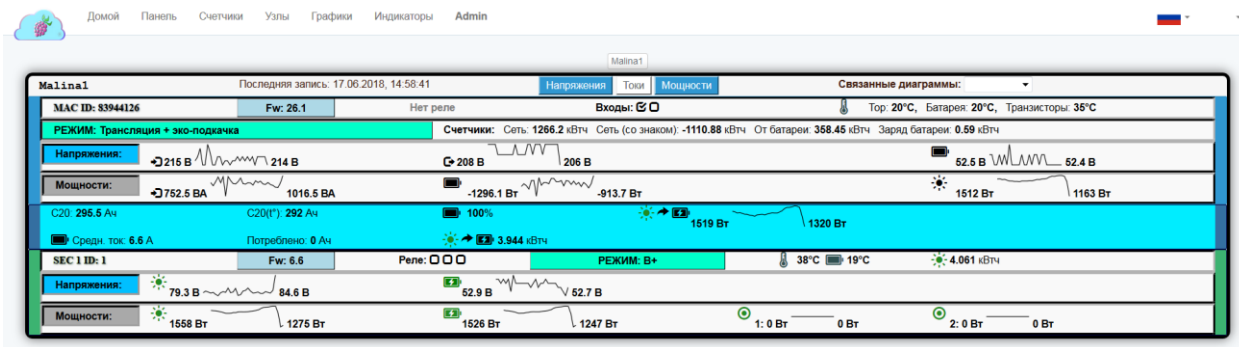 Домой Панель Счетчики Узлы Графики Индикаторы Admin
Malina1
Malina1 Последняя запись: 17.06.2018, 14:58:41 Напряжения Токи Мощности Связанные диаграммы:
MAC ID: 83944126 Fw: 26.1 Нет реле Входы: Тор: 20°C, Батарея: 20°C, Транзисторы: 35°C
РЕЖИМ: Трансляция + эко-подкачка Счетчики: Сеть: 1266.2 кВтч Сеть (со знаком): -1110.88 кВтч От батареи: 358.45 кВтч Заряд батареи: 0.59 кВтч
Напряжения: 215 В 214 В 208 В 206 В 52.5 В 52.4 В
Мощности: 752.5 ВА 1016.5 ВА -1296.1 Вт -913.7 Вт 1512 Вт 1163 Вт
C20: 295.5 Ач C20(t°): 292 Ач 100% 1519 Вт 1320 Вт
Средн. ток: 6.6 А Потреблено: 0 Ач 3.944 кВтч
SEC 1 ID: 1 Fw: 6.6 Реле: РЕЖИМ: B+ 38°C 19°C 4.061 кВтч
Напряжения: 79.3 В 84.6 В 52.9 В 52.7 В
Мощности: 1558 Вт 1275 Вт 1526 Вт 1247 Вт 1: 0 Вт 0 Вт 2: 0 Вт 0 Вт